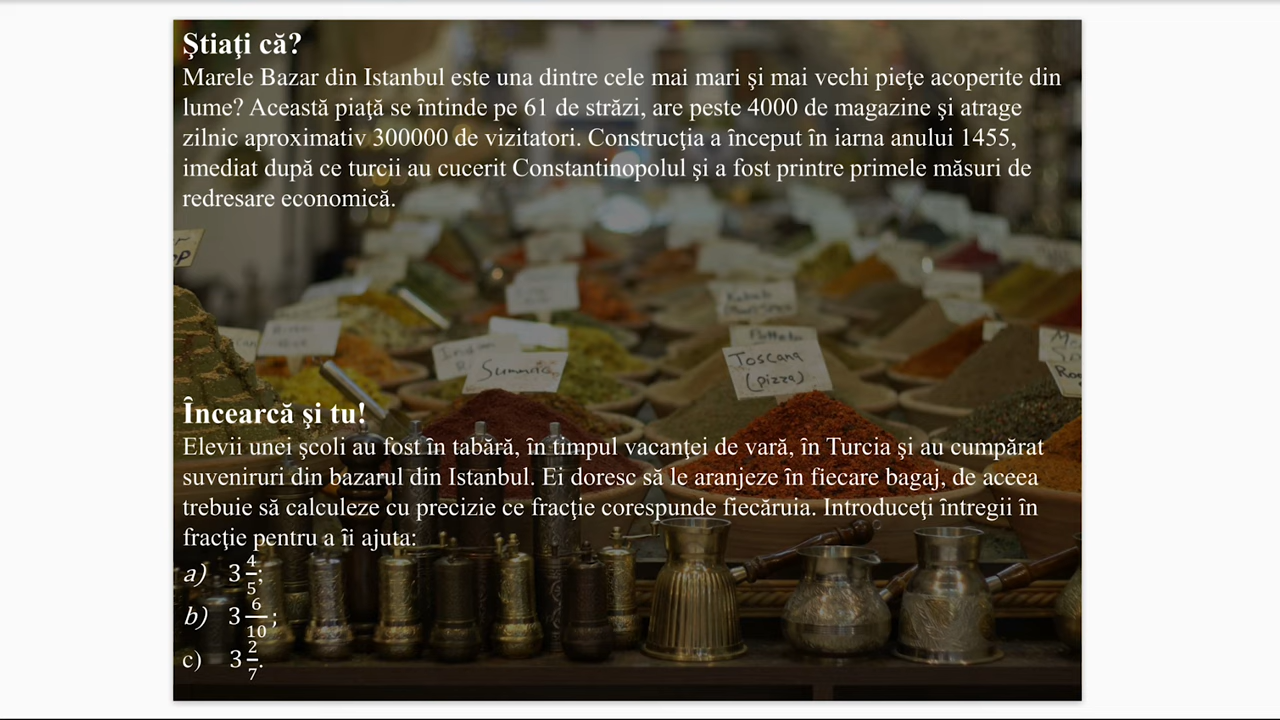 Ştiaţi că?
Marele Bazar din Istanbul este una dintre cele mai mari şi mai vechi pieţe acoperite din
lume? Această piaţă se întinde pe 61 de străzi, are peste 4000 de magazine şi atrage
zilnic aproximativ 300000 de vizitatori. Construcţia a început în iarna anului 1455,
imediat după ce turcii au cucerit Constantinopolul şi a fost printre primele măsuri de
redresare economică.
Toscana
(pizza)
Încearcă şi tu!
Elevii unei şcoli au fost în tabără, în timpul vacanţei de vară, în Turcia şi au cumpărat
suveniruri din bazarul din Istanbul. Ei doresc să le aranjeze în fiecare bagaj, de aceea
trebuie să calculeze cu precizie ce fracţie corespunde fiecăruia. Introduceţi întregii în
fracţie pentru a îi ajuta:
a) 3 4/5;
b) 3 6/10;
c) 3 2/7.